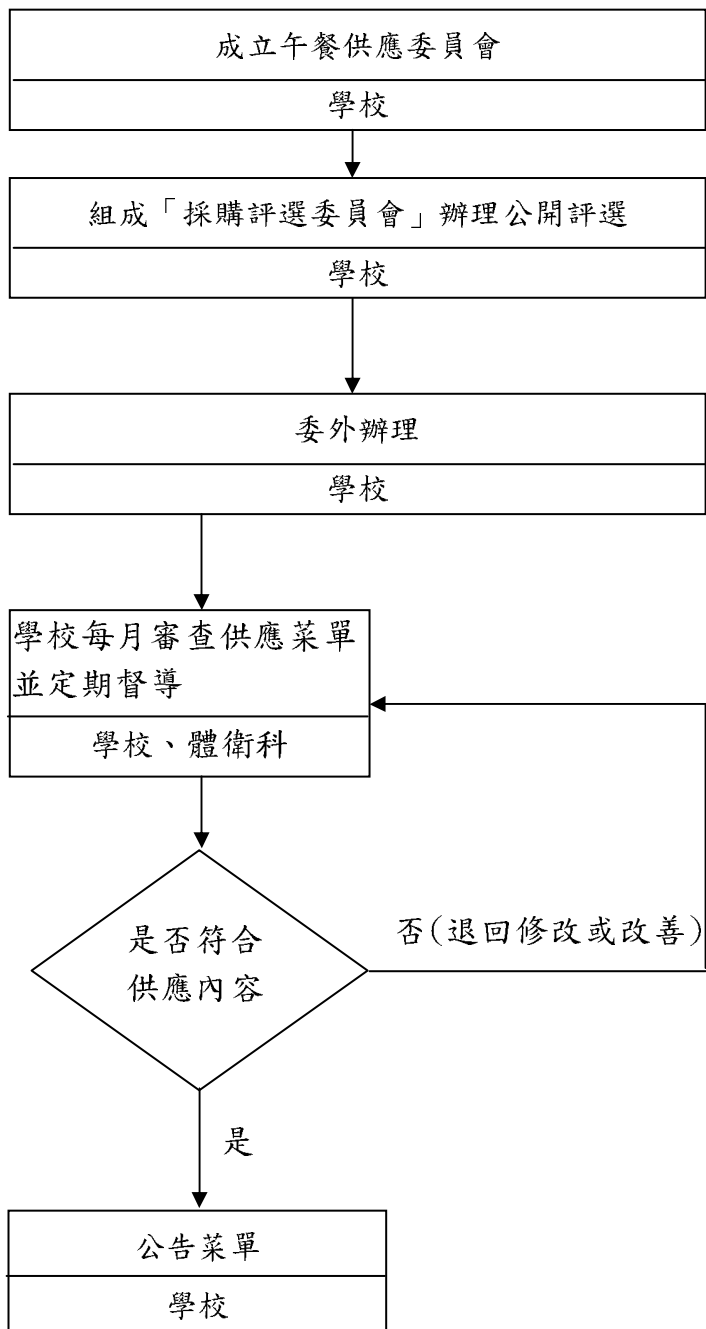 成立午餐供應委員會
學校
組成「採購評選委員會」辦理公開評選
學校
委外辦理
學校
學校每月審查供應菜單
並定期督導
學校、體衛科
是否符合
供應內容
否(退回修改或改善)
是
公告菜單
學校